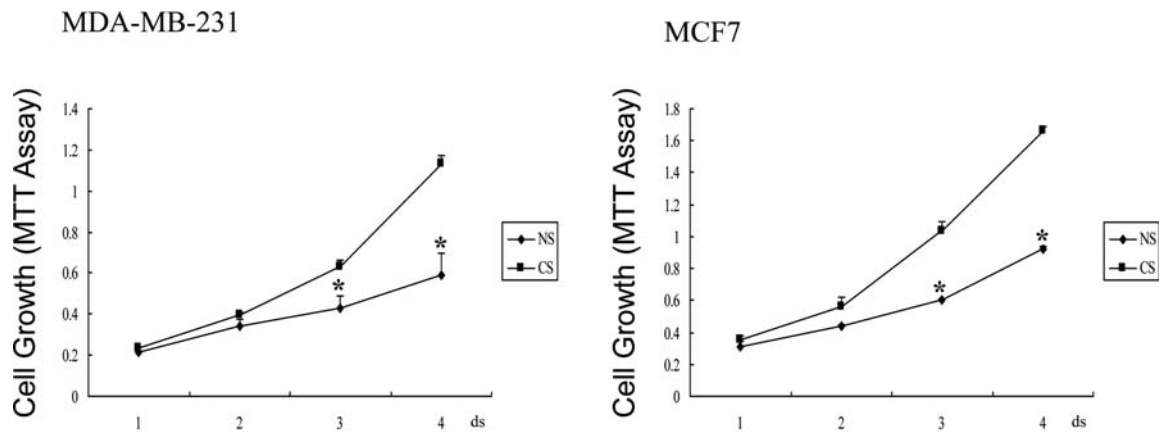 MDA-MB-231
Cell Growth (MTT Assay)
1.4
1.2
1
0.8
0.6
0.4
0.2
0
*
*
1 2 3 4 ds
NS
CS
MCF7
Cell Growth (MTT Assay)
1.8
1.6
1.4
1.2
1
0.8
0.6
0.4
0.2
0
*
*
1 2 3 4 ds
NS
CS